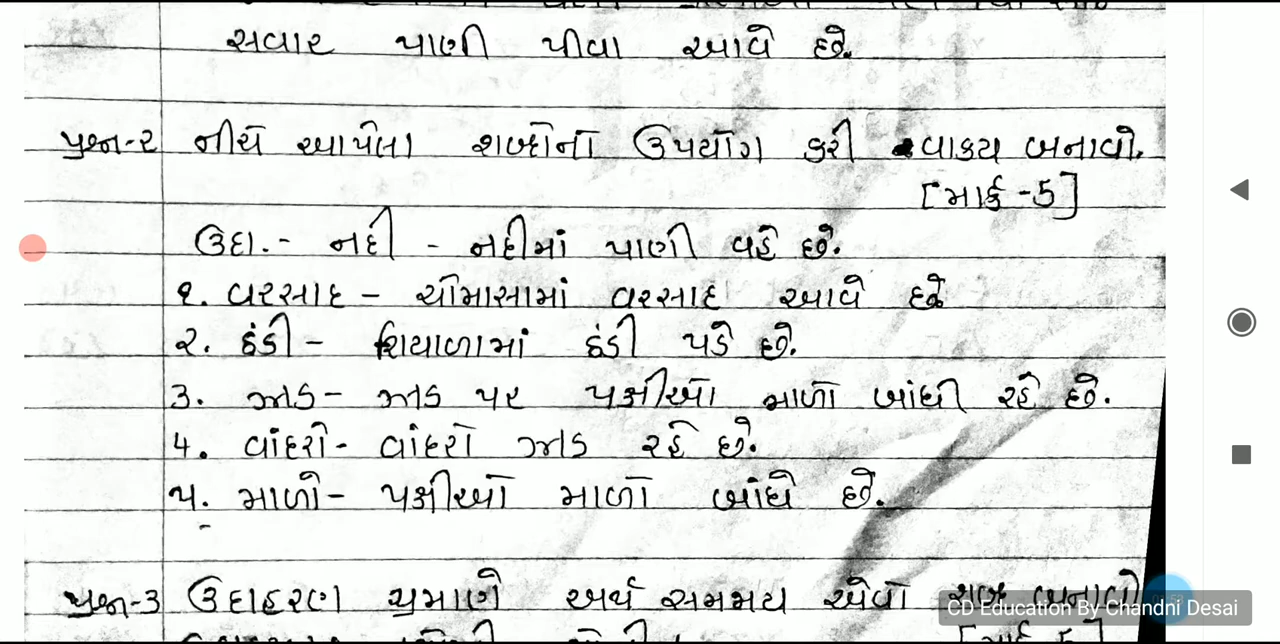 સવાર પાણી પીવા આવે છે.
પ્રશ્ન-૨ નીચે આપેલા શબ્દોનો ઉપયોગ કરી વાક્ય બનાવો.
[માર્ક -5]
ઉદા.- નદી - નદીમાં પાણી વહે છે.
૧. વરસાદ - ચોમાસામાં વરસાદ આવે છે
૨. ઠંડી - શિયાળામાં ઠંડી પડે છે.
3. ઝાડ - ઝાડ પર પક્ષીઓ માળો બાંધી રહે છે.
4. વાંદરો - વાંદરો ઝાડ રહે છે.
૫. માળો - પક્ષીઓ માળો બાંધે છે.
પ્રશ્ન-3 ઉદાહરણ પ્રમાણે અર્થ સમજાય એવા શબ્દ બનાવો
CD Education By Chandni Desai